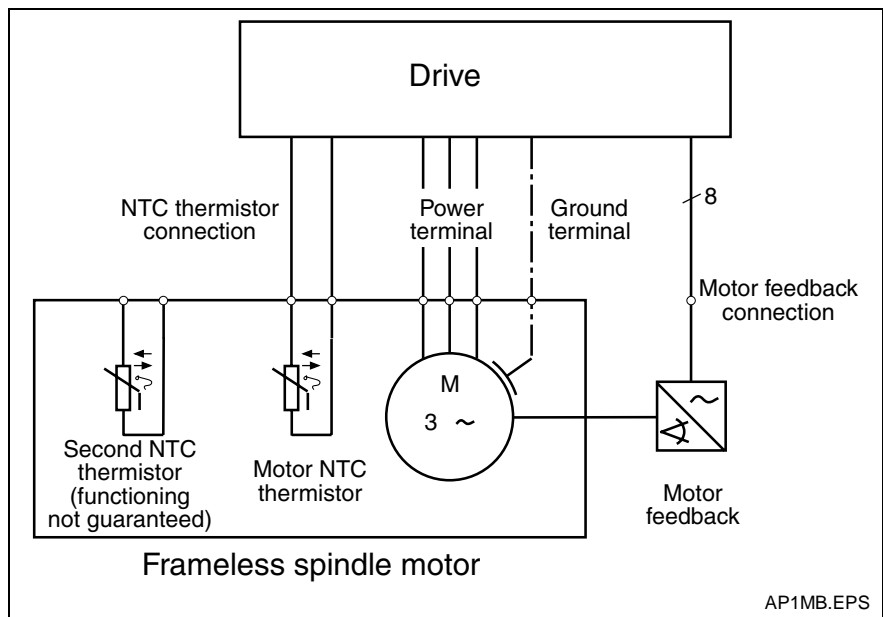 Drive
NTC thermistor
connection
Power
terminal
Ground
terminal
8
Motor feedback
connection
M
3 ~
Second NTC
thermistor
(functioning
not guaranteed)
Motor NTC
thermistor
Motor
feedback
Frameless spindle motor
AP1MB.EPS